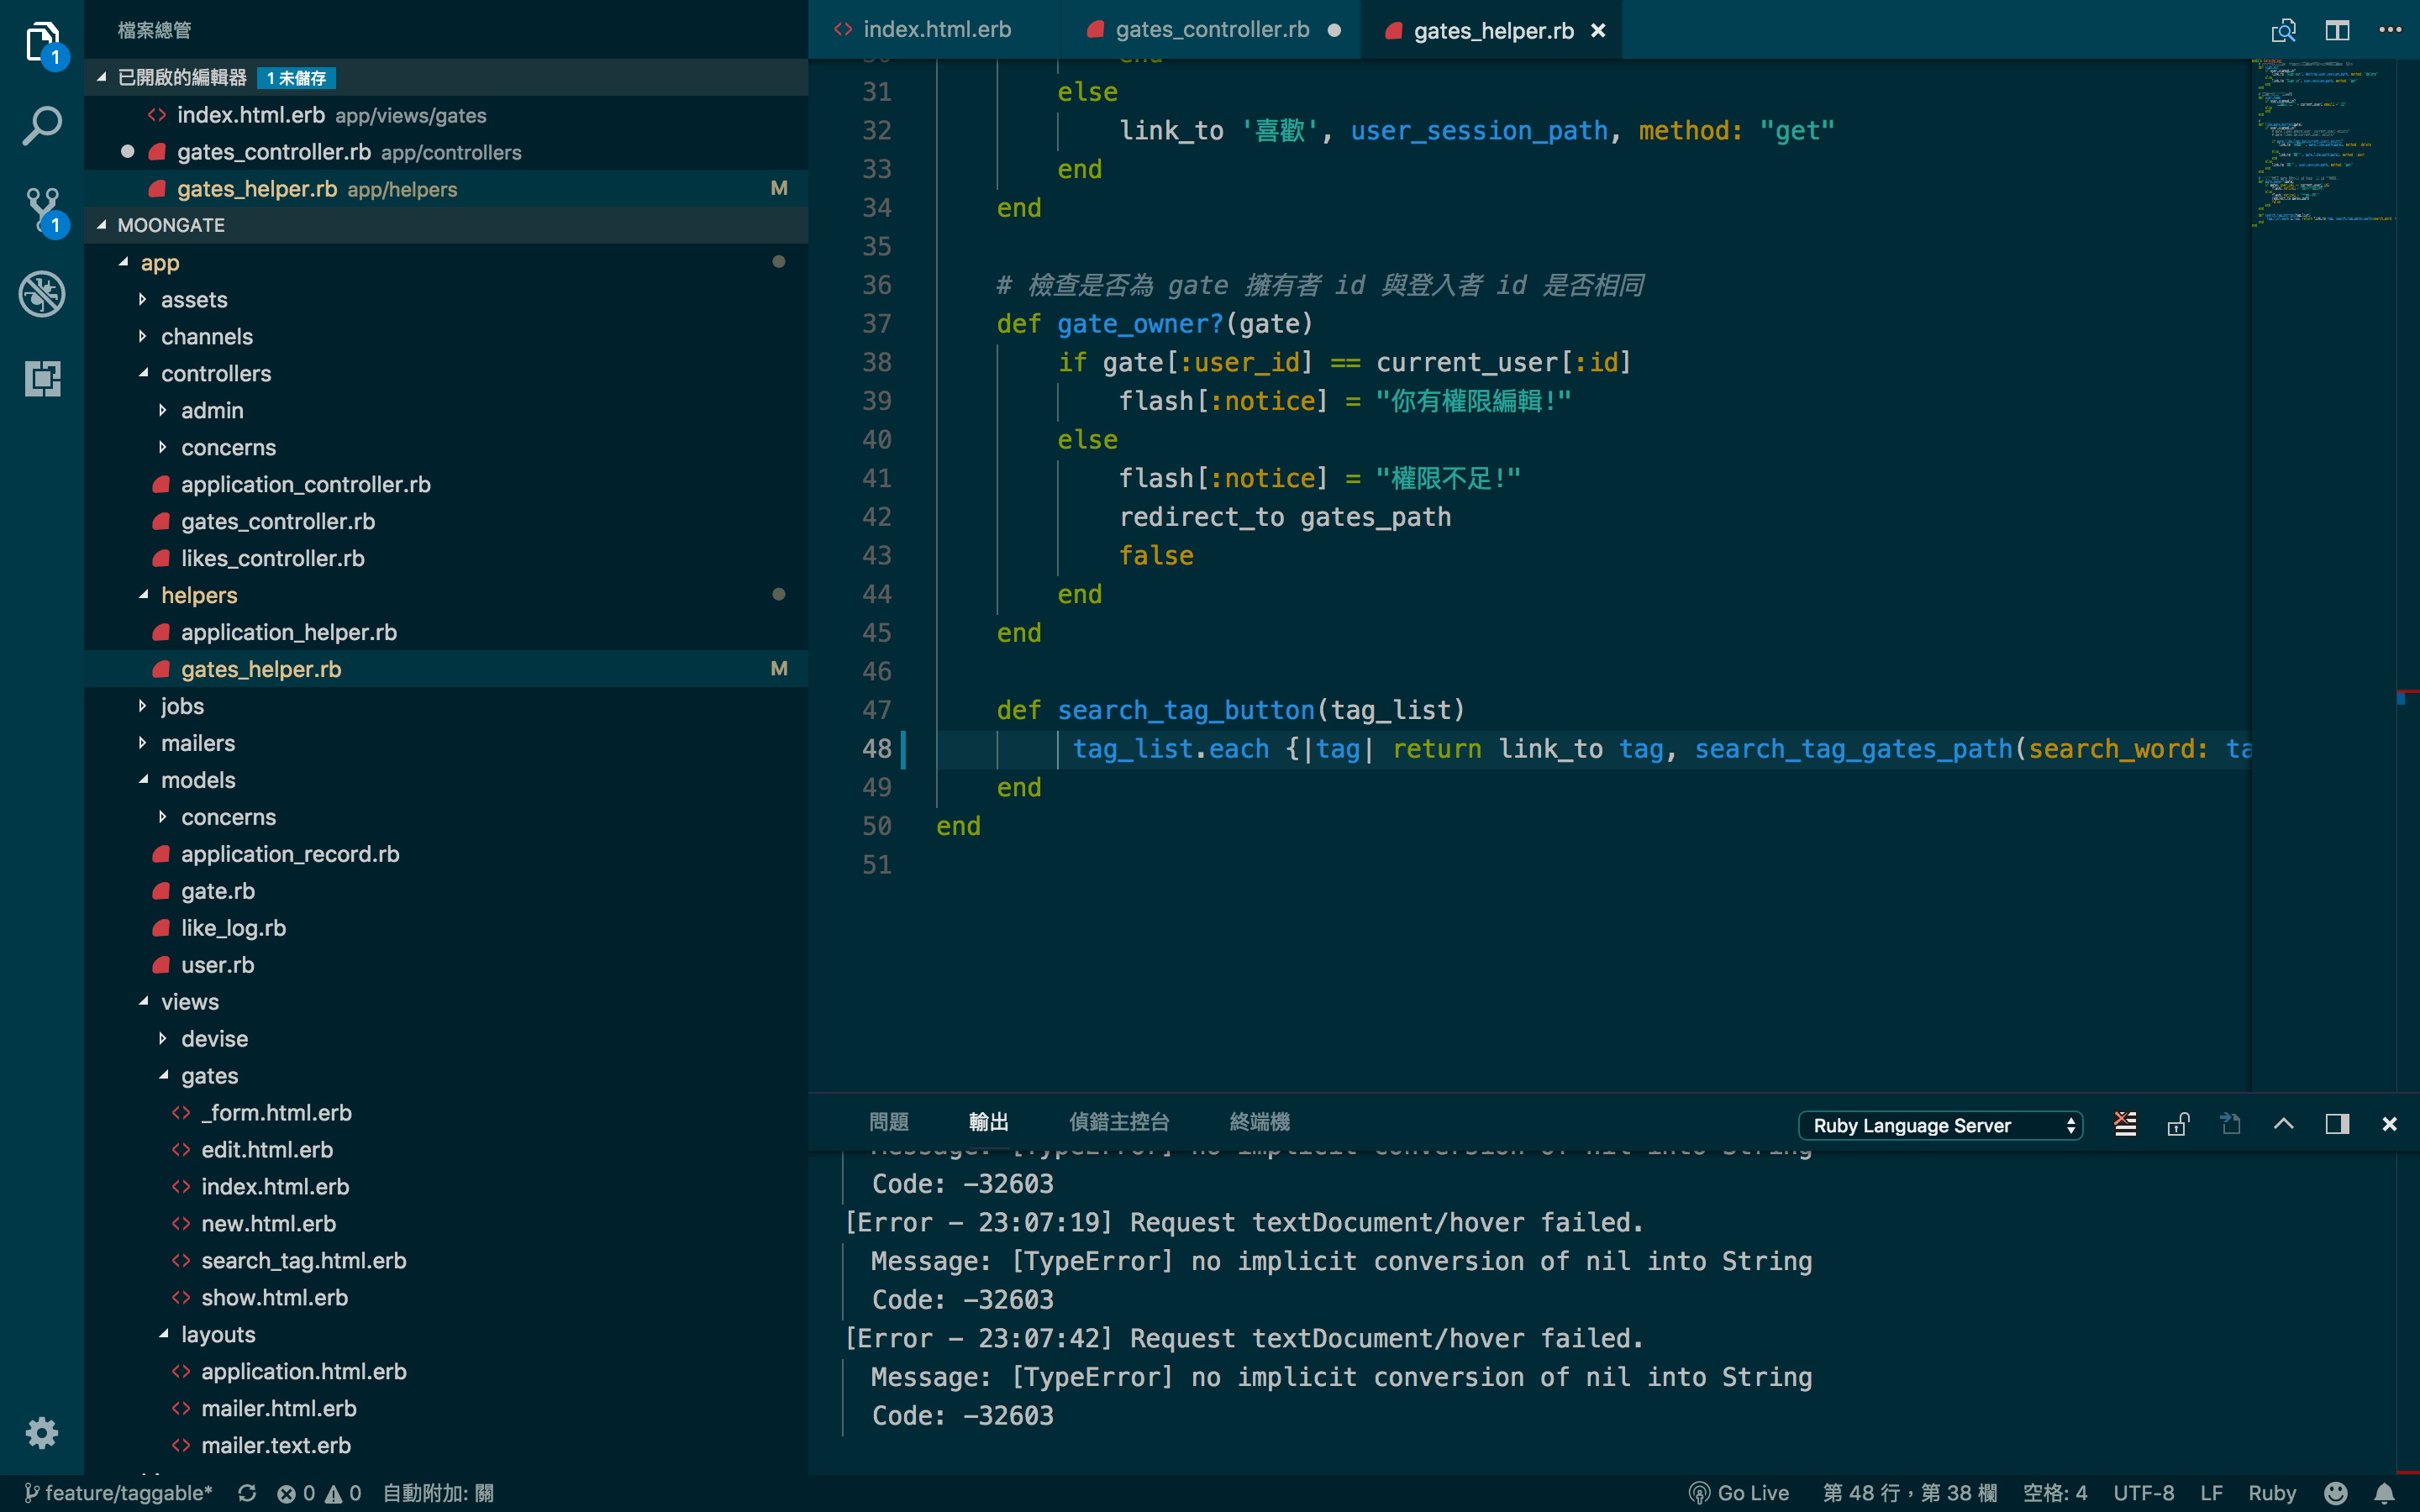 檔案總管
已開啟的編輯器 1 未儲存
index.html.erb app/views/gates
gates_controller.rb app/controllers
gates_helper.rb app/helpers M
MOONGATE
app
assets
channels
controllers
admin
concerns
application_controller.rb
gates_controller.rb
likes_controller.rb
helpers
application_helper.rb
gates_helper.rb M
jobs
mailers
models
concerns
application_record.rb
gate.rb
like_log.rb
user.rb
views
devise
gates
_form.html.erb
edit.html.erb
index.html.erb
new.html.erb
search_tag.html.erb
show.html.erb
layouts
application.html.erb
mailer.html.erb
mailer.text.erb
1
1
index.html.erb gates_controller.rb gates_helper.rb
30 end
31 else
32 link_to '喜歡', user_session_path, method: "get"
33 end
34 end
35
36 # 檢查是否為 gate 擁有者 id 與登入者 id 是否相同
37 def gate_owner?(gate)
38 if gate[:user_id] == current_user[:id]
39 flash[:notice] = "你有權限編輯!"
40 else
41 flash[:notice] = "權限不足!"
42 redirect_to gates_path
43 false
44 end
45 end
46
47 def search_tag_button(tag_list)
48 tag_list.each {|tag| return link_to tag, search_tag_gates_path(search_word: ta
49 end
50 end
51
問題 輸出 偵錯主控台 終端機 Ruby Language Server
Message: [TypeError] no implicit conversion of nil into String
Code: -32603
[Error - 23:07:19] Request textDocument/hover failed.
Message: [TypeError] no implicit conversion of nil into String
Code: -32603
[Error - 23:07:42] Request textDocument/hover failed.
Message: [TypeError] no implicit conversion of nil into String
Code: -32603
feature/taggable* 0 0 自動附加: 關 Go Live 第 48 行，第 38 欄 空格: 4 UTF-8 LF Ruby